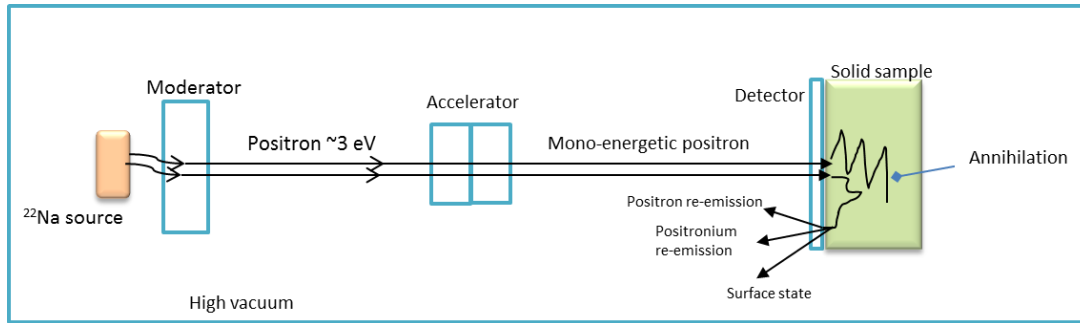 Solid sample
Moderator
Detector
Accelerator
Positron ~3 eV
Mono-energetic positron
Annihilation
²²Na source
Positron re-emission
Positronium
re-emission
Surface state
High vacuum